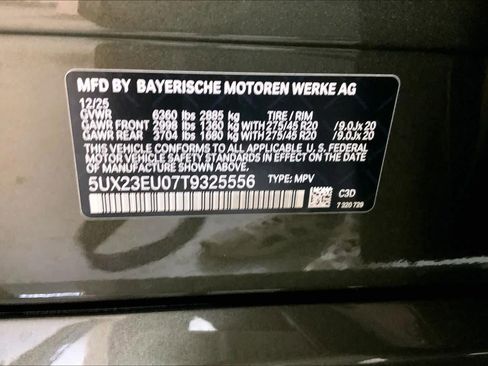 MFD BY BAYERISCHE MOTOREN WERKE AG
12/25
GVWR 6360 lbs 2885 kg TIRE / RIM
GAWR FRONT 2998 lbs 1360 kg WITH 275/45 R20 /9.0Jx 20
GAWR REAR 3704 lbs 1680 kg WITH 275/45 R20 /9.0Jx 20
THIS VEHICLE CONFORMS TO ALL APPLICABLE U.S. FEDERAL
MOTOR VEHICLE SAFETY STANDARDS IN EFFECT ON THE
DATE OF MANUFACTURE SHOWN ABOVE.
5UX23EU07T9325556 TYPE: MPV
C3D
7 320 729